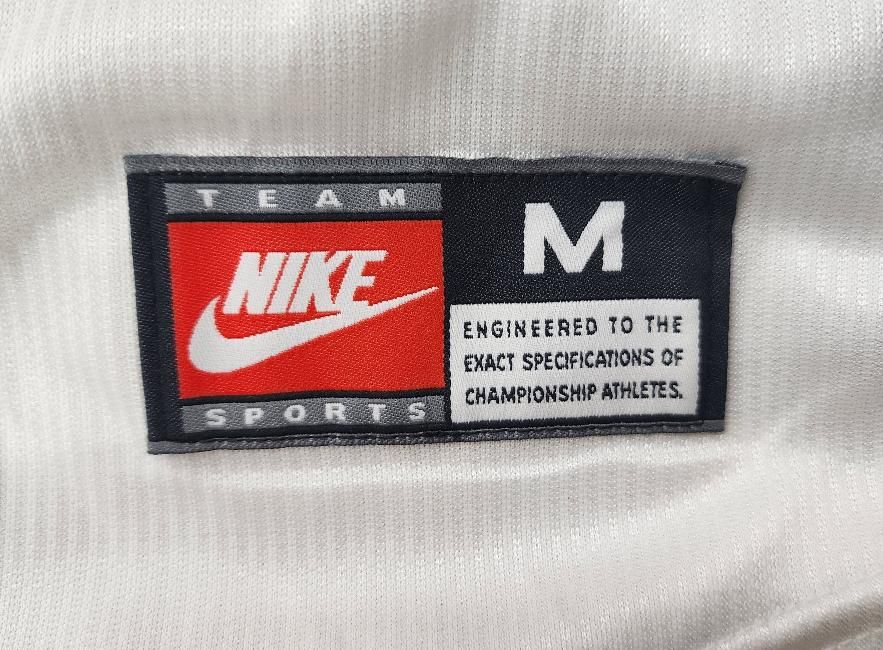 TEAM
NIKE
SPORTS
M
ENGINEERED TO THE
EXACT SPECIFICATIONS OF
CHAMPIONSHIP ATHLETES.